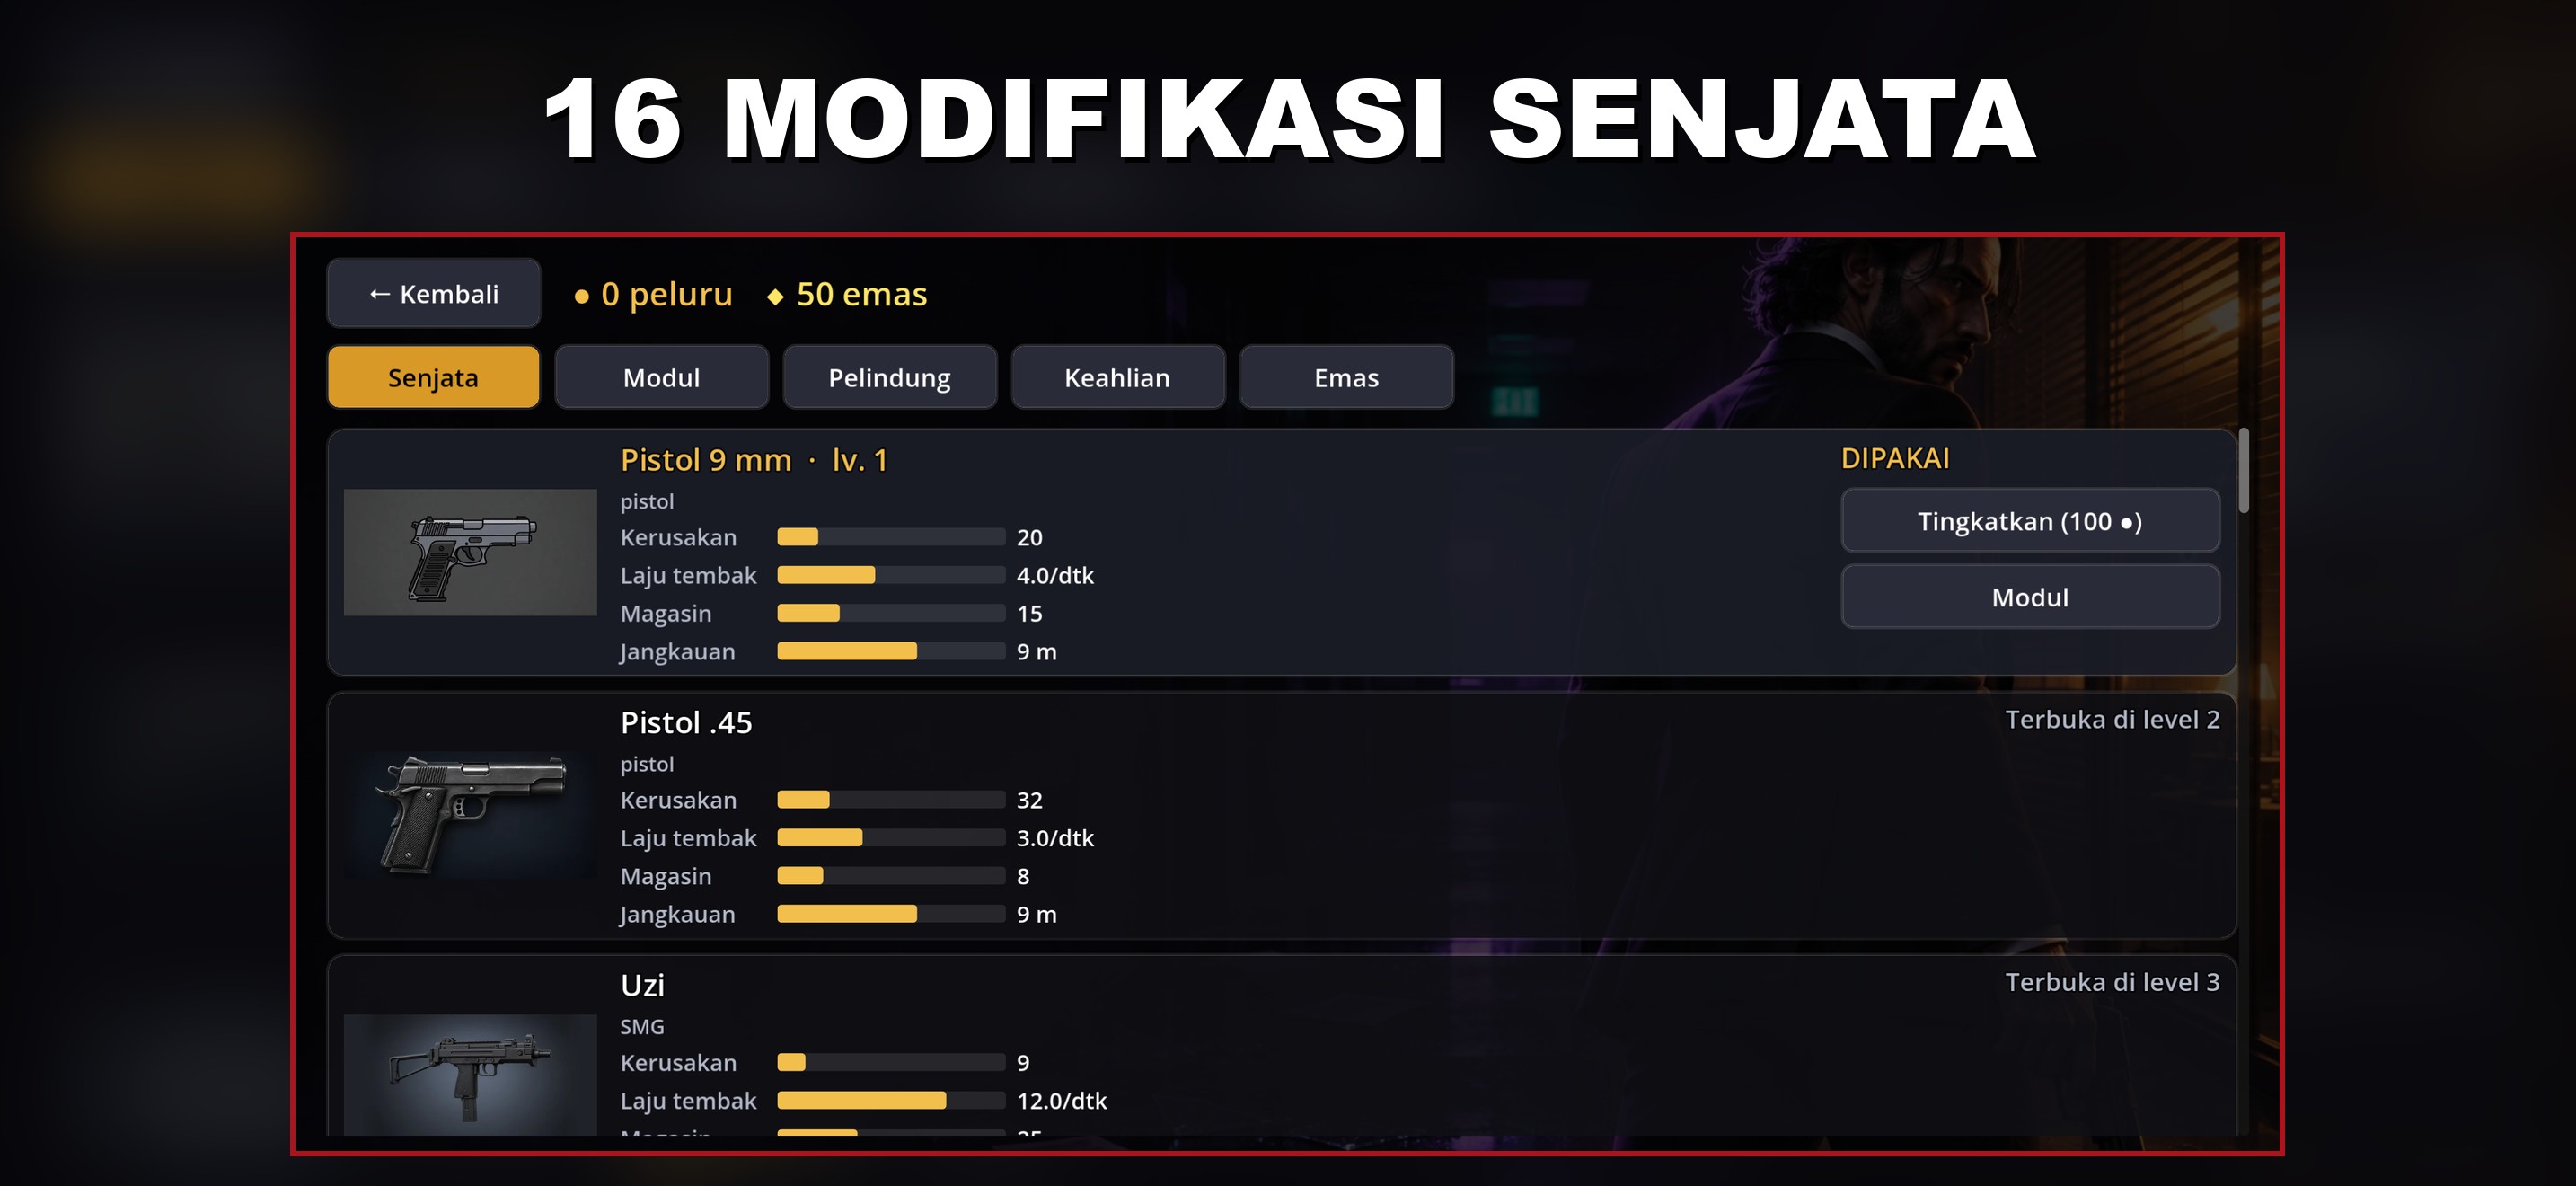 16 MODIFIKASI SENJATA
← Kembali ● 0 peluru ◆ 50 emas
Senjata Modul Pelindung Keahlian Emas
Pistol 9 mm · lv. 1 DIPAKAI
pistol
Kerusakan 20 Tingkatkan (100 ●)
Laju tembak 4.0/dtk
Magasin 15 Modul
Jangkauan 9 m
Pistol .45 Terbuka di level 2
pistol
Kerusakan 32
Laju tembak 3.0/dtk
Magasin 8
Jangkauan 9 m
Uzi Terbuka di level 3
SMG
Kerusakan 9
Laju tembak 12.0/dtk
Magasin